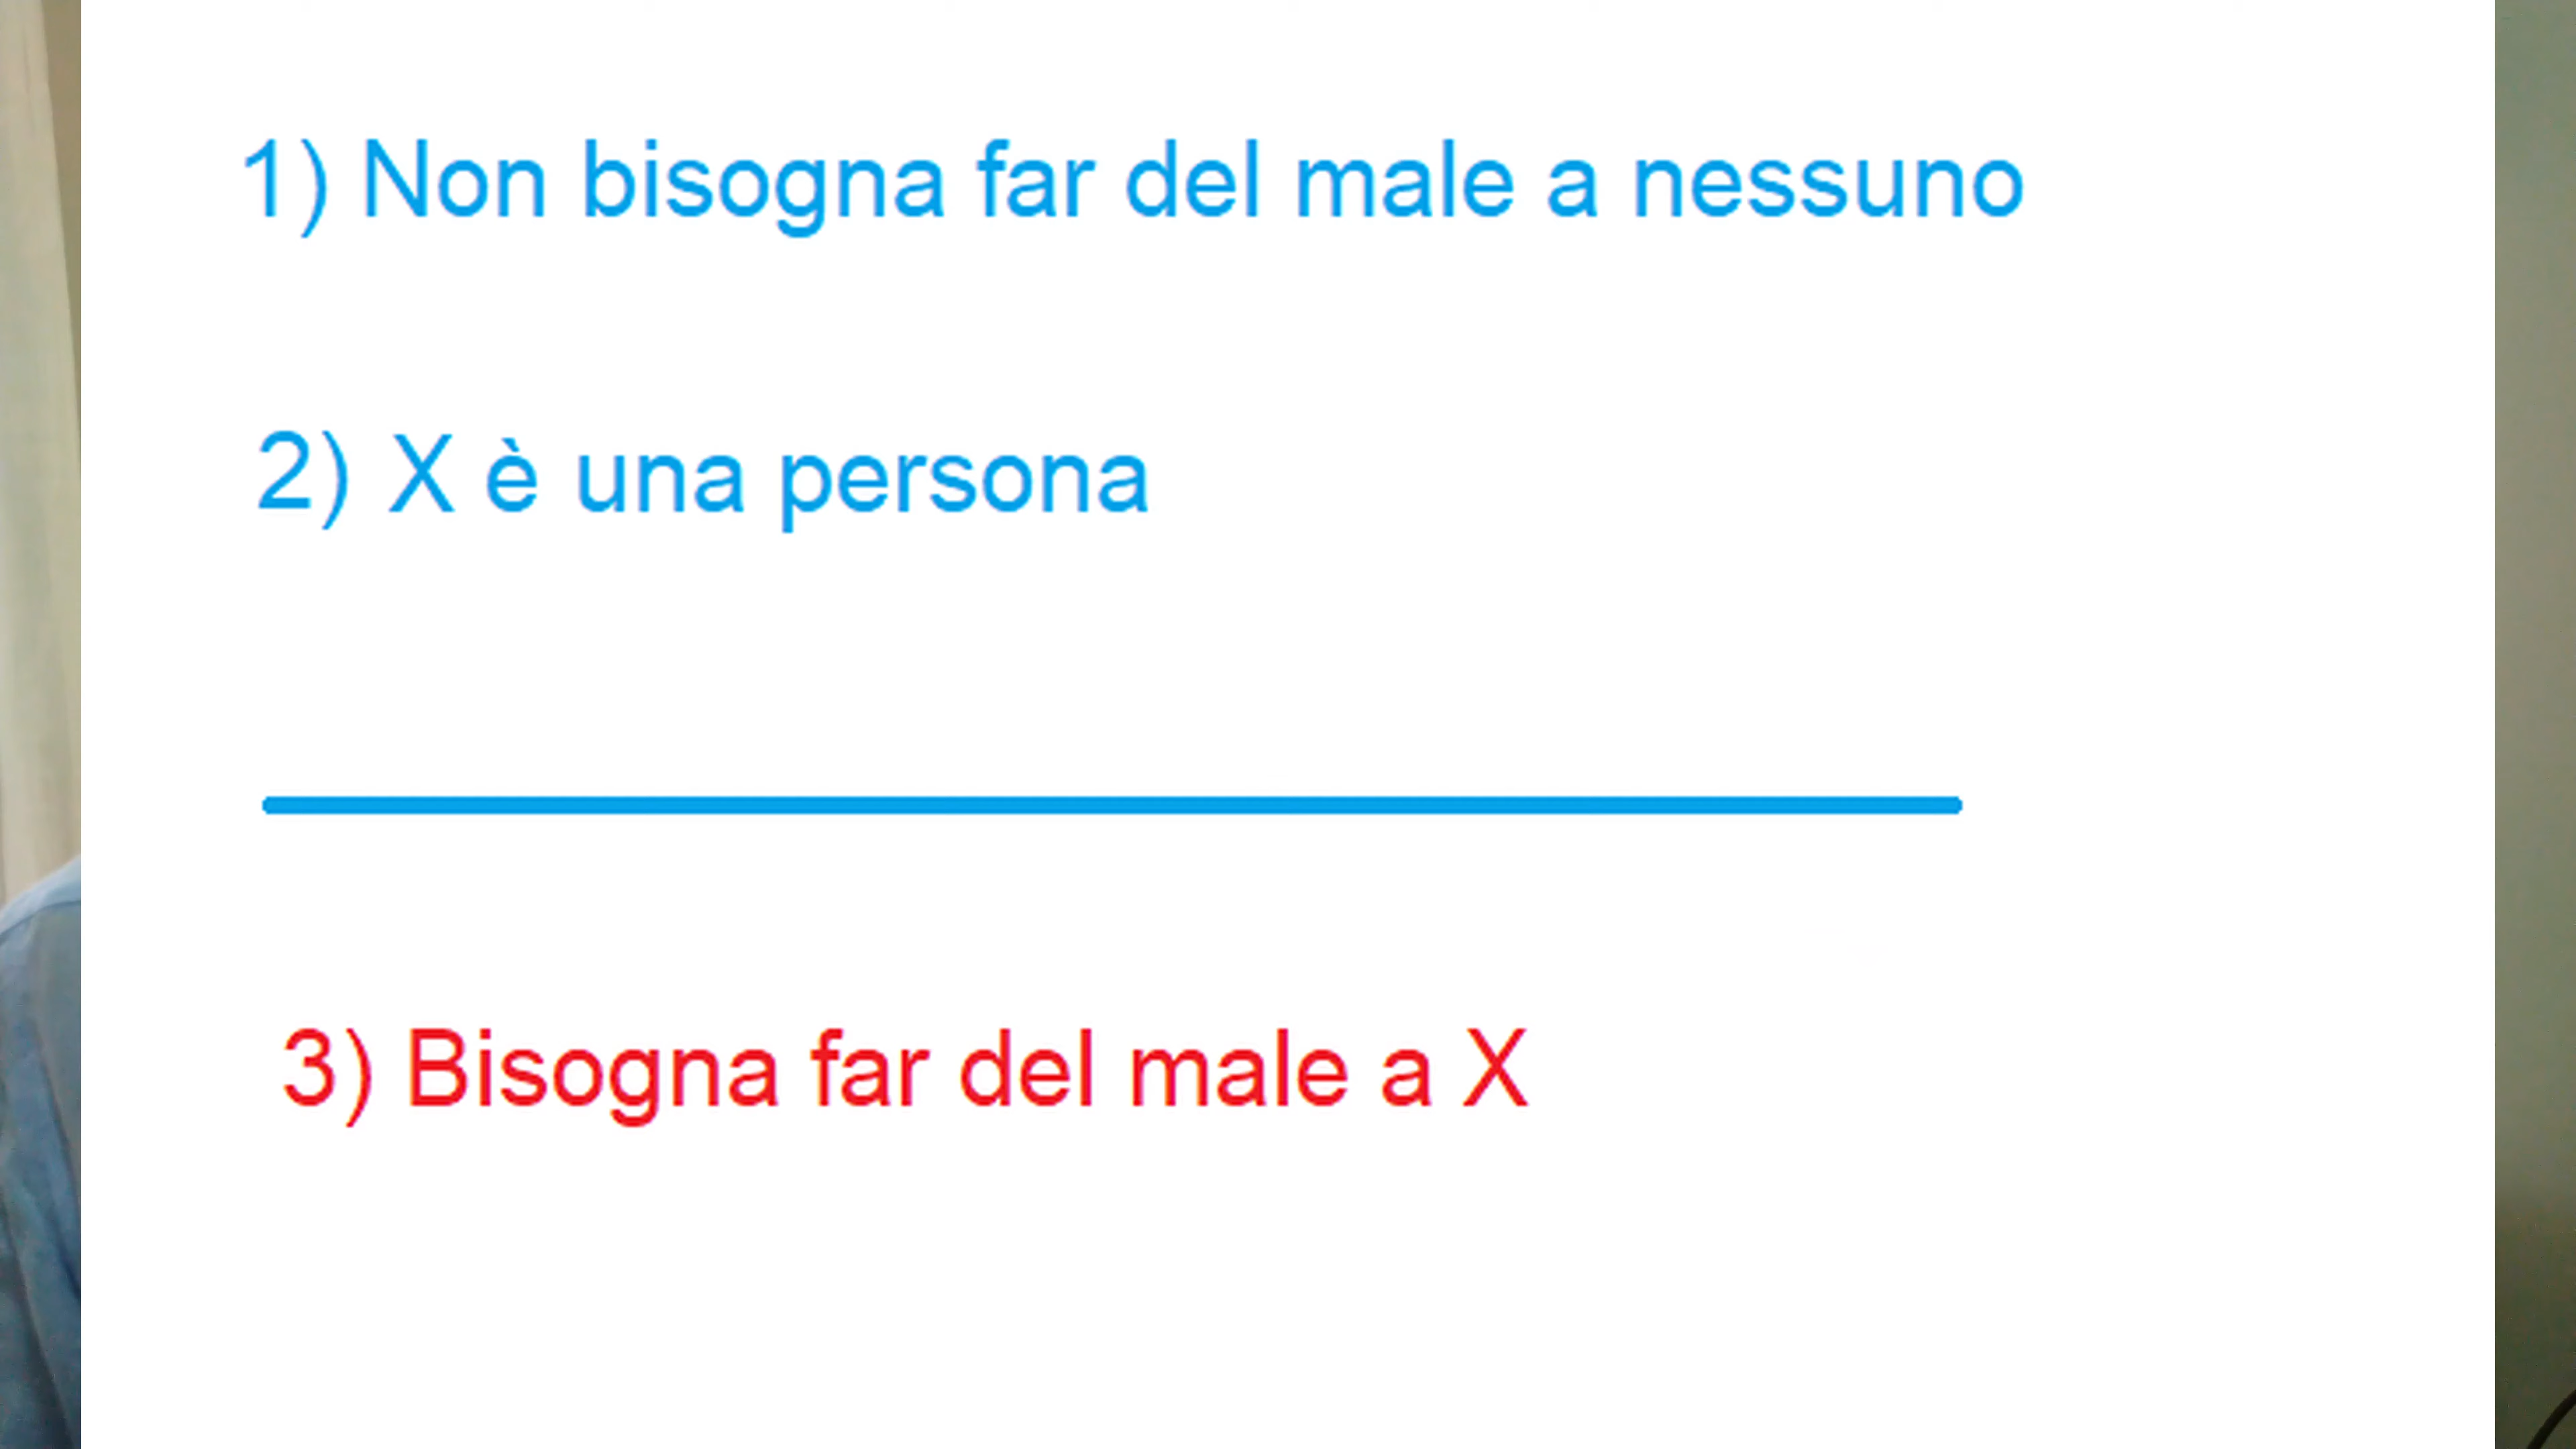 1) Non bisogna far del male a nessuno
2) X è una persona
3) Bisogna far del male a X